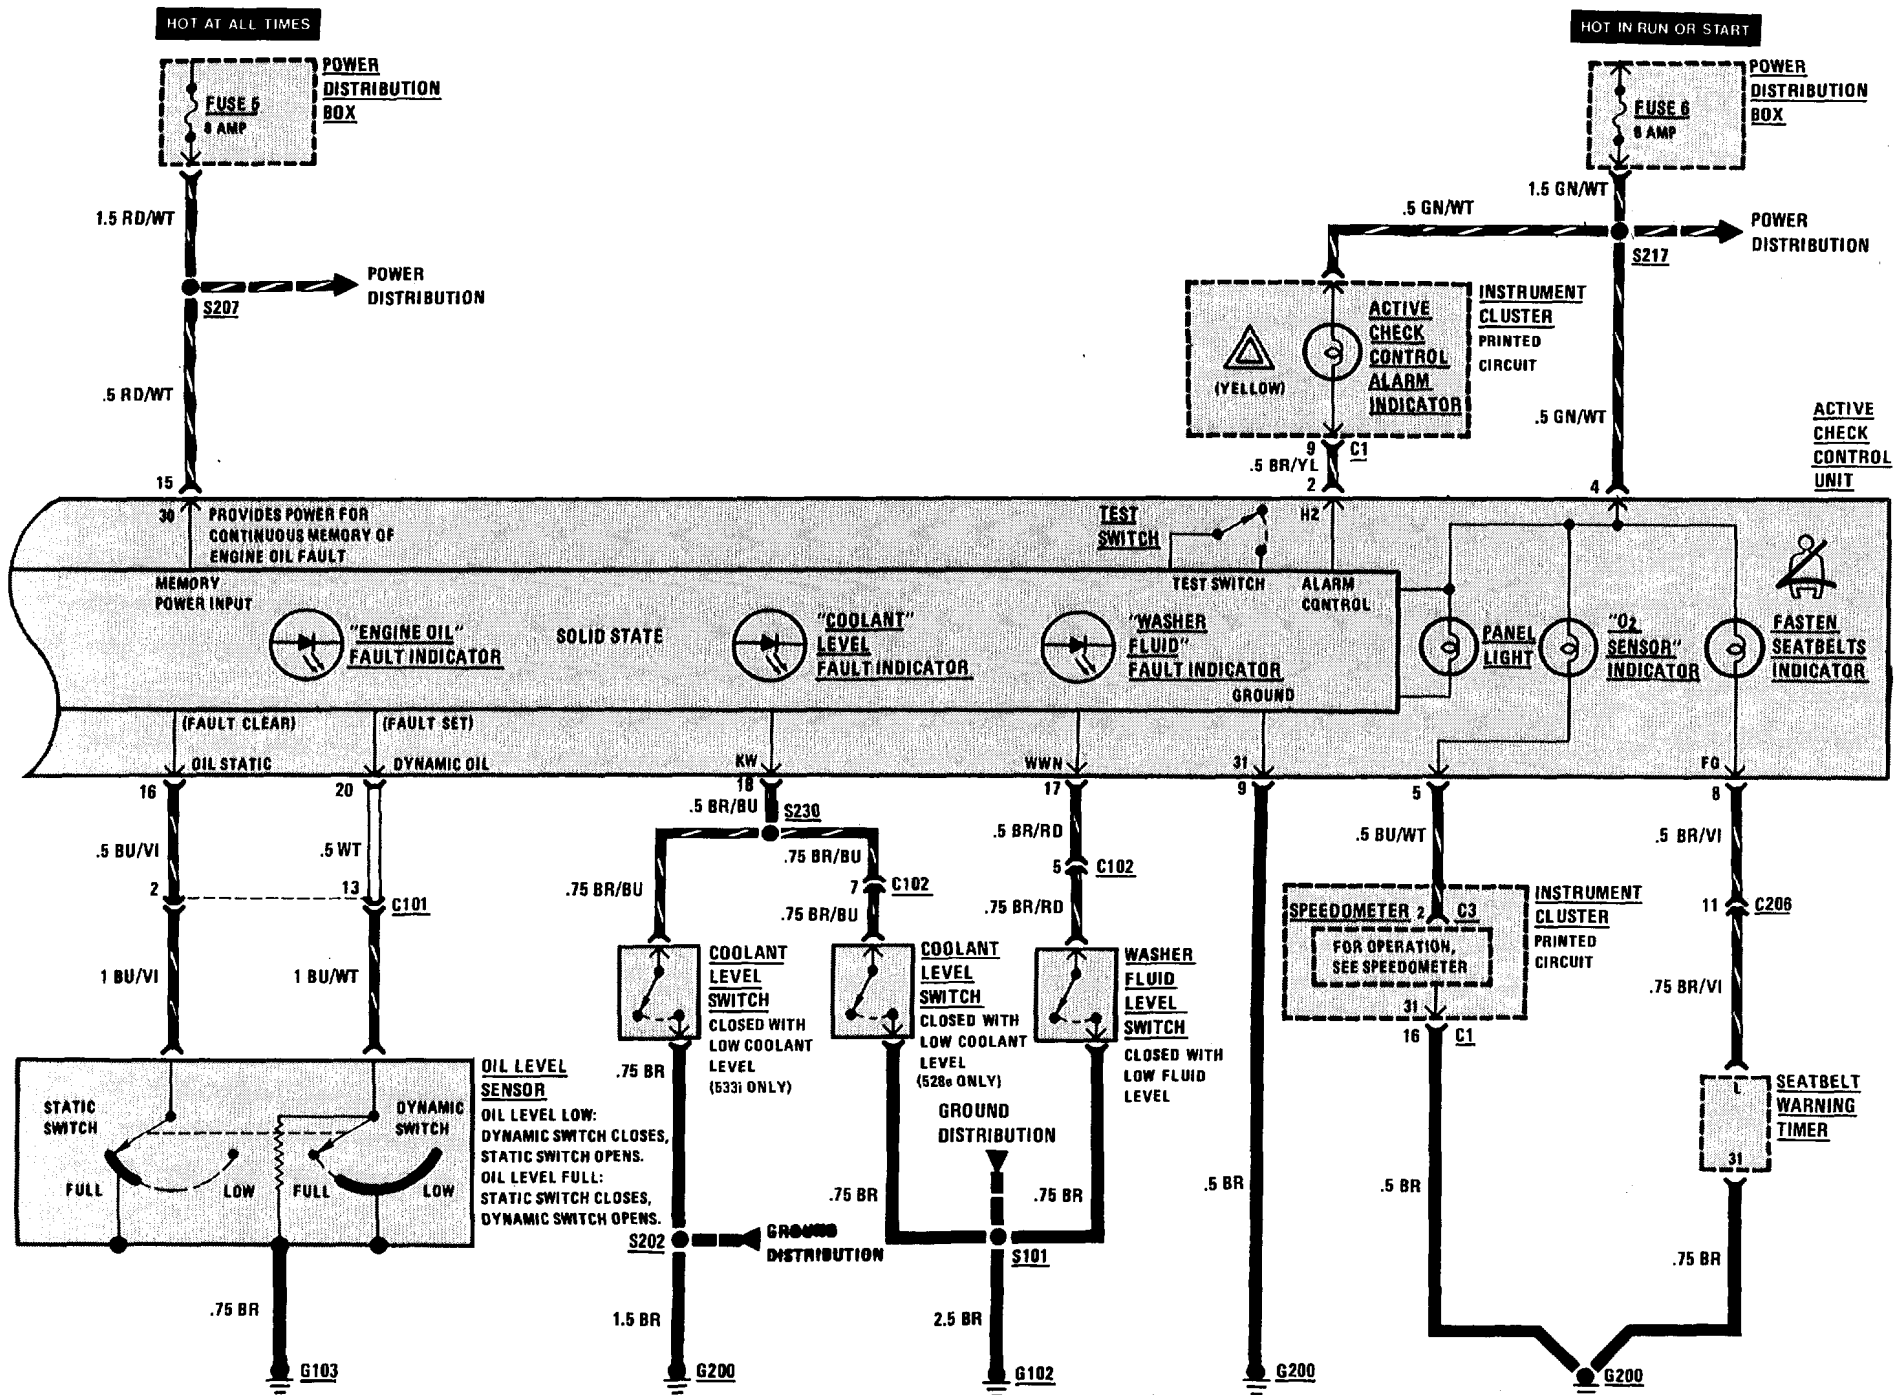 HOT AT ALL TIMES
HOT IN RUN OR START
POWER
DISTRIBUTION
BOX
FUSE 5
8 AMP
POWER
DISTRIBUTION
BOX
FUSE 6
8 AMP
1.5 RD/WT
1.5 GN/WT
.5 GN/WT
POWER
DISTRIBUTION
S217
POWER
DISTRIBUTION
S207
INSTRUMENT
CLUSTER
PRINTED
CIRCUIT
ACTIVE
CHECK
CONTROL
ALARM
INDICATOR
(YELLOW)
.5 RD/WT
.5 GN/WT
ACTIVE
CHECK
CONTROL
UNIT
9
C1
.5 BR/YL
15
2
4
30
PROVIDES POWER FOR
CONTINUOUS MEMORY OF
ENGINE OIL FAULT
TEST
SWITCH
H2
MEMORY
POWER INPUT
TEST SWITCH
ALARM
CONTROL
"ENGINE OIL"
FAULT INDICATOR
SOLID STATE
"COOLANT"
LEVEL
FAULT INDICATOR
"WASHER
FLUID"
FAULT INDICATOR
GROUND
PANEL
LIGHT
"O2
SENSOR"
INDICATOR
FASTEN
SEATBELTS
INDICATOR
(FAULT CLEAR)
(FAULT SET)
OIL STATIC
DYNAMIC OIL
KW
WWN
31
FG
16
20
18
17
9
5
8
.5 BR/BU
S230
.5 BU/VI
.5 WT
.75 BR/BU
.75 BR/BU
.5 BR/RD
.5 BU/WT
.5 BR/VI
2
13
C101
7
C102
5
C102
.75 BR/BU
.75 BR/RD
SPEEDOMETER
2
C3
INSTRUMENT
CLUSTER
PRINTED
CIRCUIT
FOR OPERATION,
SEE SPEEDOMETER
31
16
C1
11
C206
1 BU/VI
1 BU/WT
.75 BR/VI
COOLANT
LEVEL
SWITCH
CLOSED WITH
LOW COOLANT
LEVEL
(533i ONLY)
COOLANT
LEVEL
SWITCH
CLOSED WITH
LOW COOLANT
LEVEL
(528e ONLY)
WASHER
FLUID
LEVEL
SWITCH
CLOSED WITH
LOW FLUID
LEVEL
.75 BR
OIL LEVEL
SENSOR
OIL LEVEL LOW:
DYNAMIC SWITCH CLOSES,
STATIC SWITCH OPENS.
OIL LEVEL FULL:
STATIC SWITCH CLOSES,
DYNAMIC SWITCH OPENS.
STATIC
SWITCH
DYNAMIC
SWITCH
FULL
LOW
FULL
LOW
L
SEATBELT
WARNING
TIMER
31
GROUND
DISTRIBUTION
.75 BR
.75 BR
.5 BR
.5 BR
S202
GROUND
DISTRIBUTION
S101
.75 BR
.75 BR
1.5 BR
2.5 BR
G103
G200
G102
G200
G200